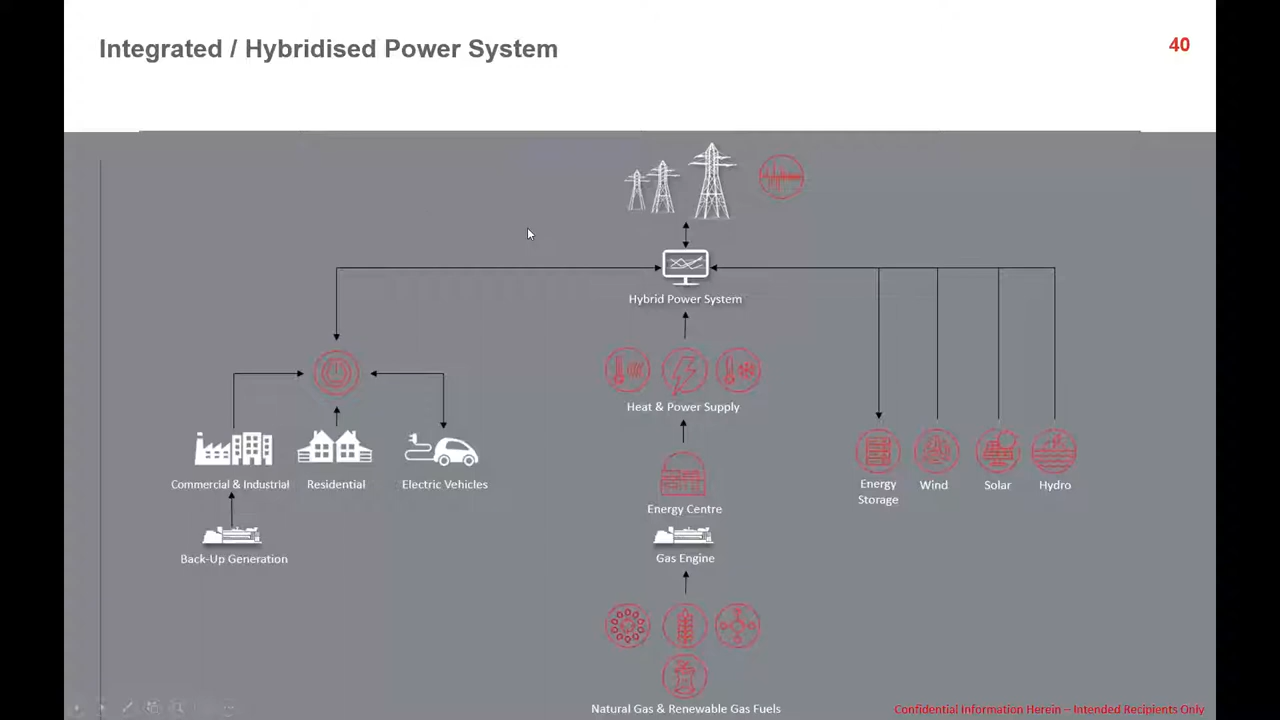 Integrated / Hybridised Power System
40
Hybrid Power System
Heat & Power Supply
Commercial & Industrial
Residential
Electric Vehicles
Energy
Storage
Wind
Solar
Hydro
Energy Centre
Back-Up Generation
Gas Engine
Natural Gas & Renewable Gas Fuels
Confidential Information Herein – Intended Recipients Only